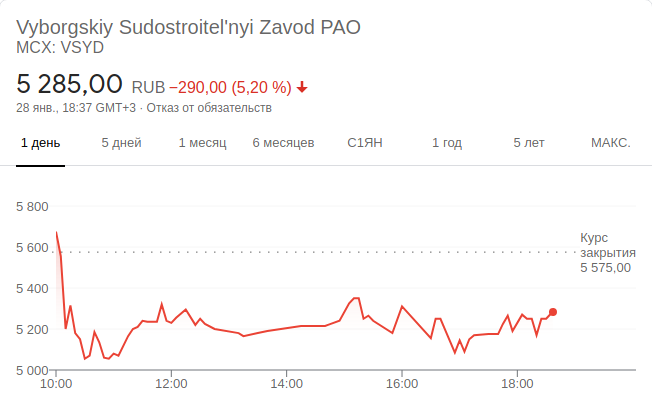 Vyborgskiy Sudostroitel'nyi Zavod PAO
MCX: VSYD
5 285,00 RUB −290,00 (5,20 %)
28 янв., 18:37 GMT+3 · Отказ от обязательств
1 день 5 дней 1 месяц 6 месяцев С1ЯН 1 год 5 лет МАКС.
5 800
Курс
5 600
закрытия
5 575,00
5 400
5 200
5 000
10:00 12:00 14:00 16:00 18:00